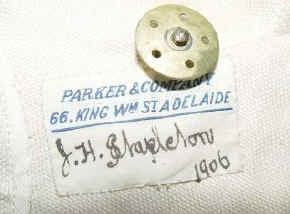 PARKER & COMPANY
66. KING WM ST ADELAIDE
J. H. Stapleton
1906